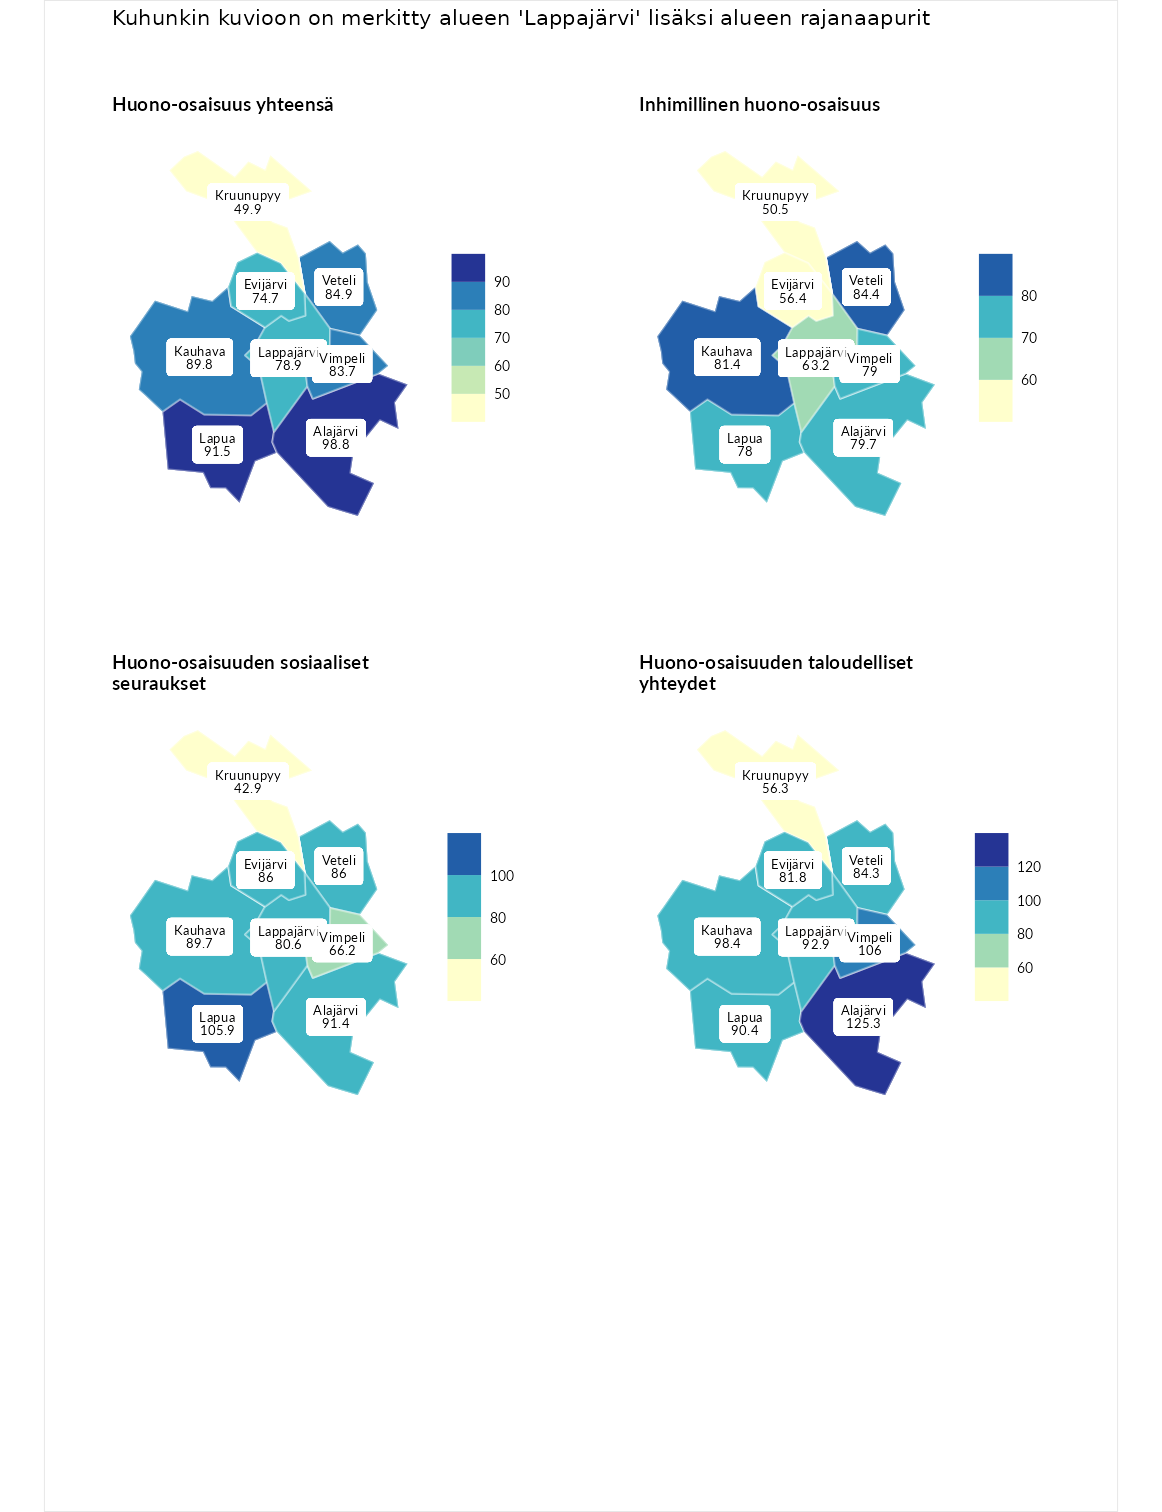 Kuhunkin kuvioon on merkitty alueen 'Lappajärvi' lisäksi alueen rajanaapurit
Huono-osaisuus yhteensä
Kruunupyy
49.9
Evijärvi
74.7
Veteli
84.9
Kauhava
89.8
Lappajärvi
78.9
Vimpeli
83.7
Lapua
91.5
Alajärvi
98.8
90
80
70
60
50
Inhimillinen huono-osaisuus
Kruunupyy
50.5
Evijärvi
56.4
Veteli
84.4
Kauhava
81.4
Lappajärvi
63.2
Vimpeli
79
Lapua
78
Alajärvi
79.7
80
70
60
Huono-osaisuuden sosiaaliset
seuraukset
Kruunupyy
42.9
Evijärvi
86
Veteli
86
Kauhava
89.7
Lappajärvi
80.6
Vimpeli
66.2
Lapua
105.9
Alajärvi
91.4
100
80
60
Huono-osaisuuden taloudelliset
yhteydet
Kruunupyy
56.3
Evijärvi
81.8
Veteli
84.3
Kauhava
98.4
Lappajärvi
92.9
Vimpeli
106
Lapua
90.4
Alajärvi
125.3
120
100
80
60